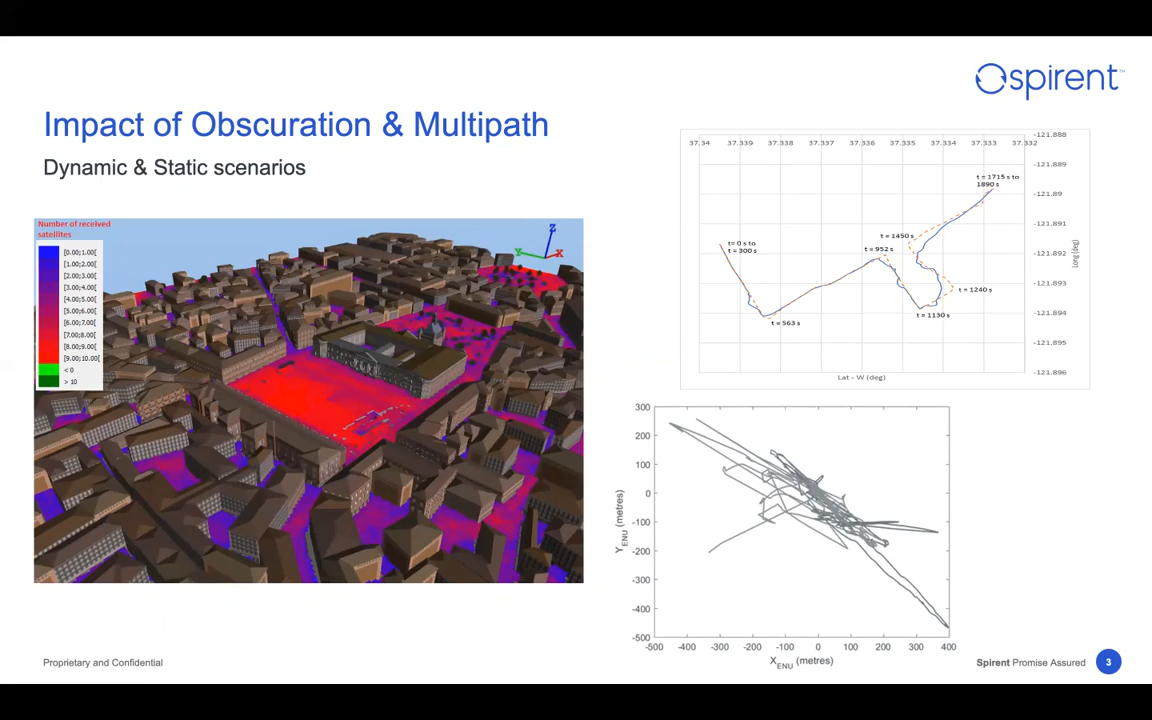 spirent™
Impact of Obscuration & Multipath
Dynamic & Static scenarios
Number of received
satellites
[0.00;1.00[
[1.00;2.00[
[2.00;3.00[
[3.00;4.00[
[4.00;5.00[
[5.00;6.00[
[6.00;7.00[
[7.00;8.00[
[8.00;9.00[
[9.00;10.00[
< 0
> 10
Z
Y
X
37.34 37.339 37.338 37.337 37.336 37.335 37.334 37.333 37.332
-121.888
-121.889
-121.89
-121.891
-121.892
-121.893
-121.894
-121.895
-121.896
Long (deg)
Lat - W (deg)
t= 0 s to
t = 300 s
t = 563 s
t = 952 s
t = 1130 s
t = 1240 s
t = 1450 s
t = 1715 s to
1890 s
300
200
100
0
-100
-200
-300
-400
-500
Y_ENU (metres)
-500 -400 -300 -200 -100 0 100 200 300 400
X_ENU (metres)
Proprietary and Confidential
Spirent Promise Assured
3